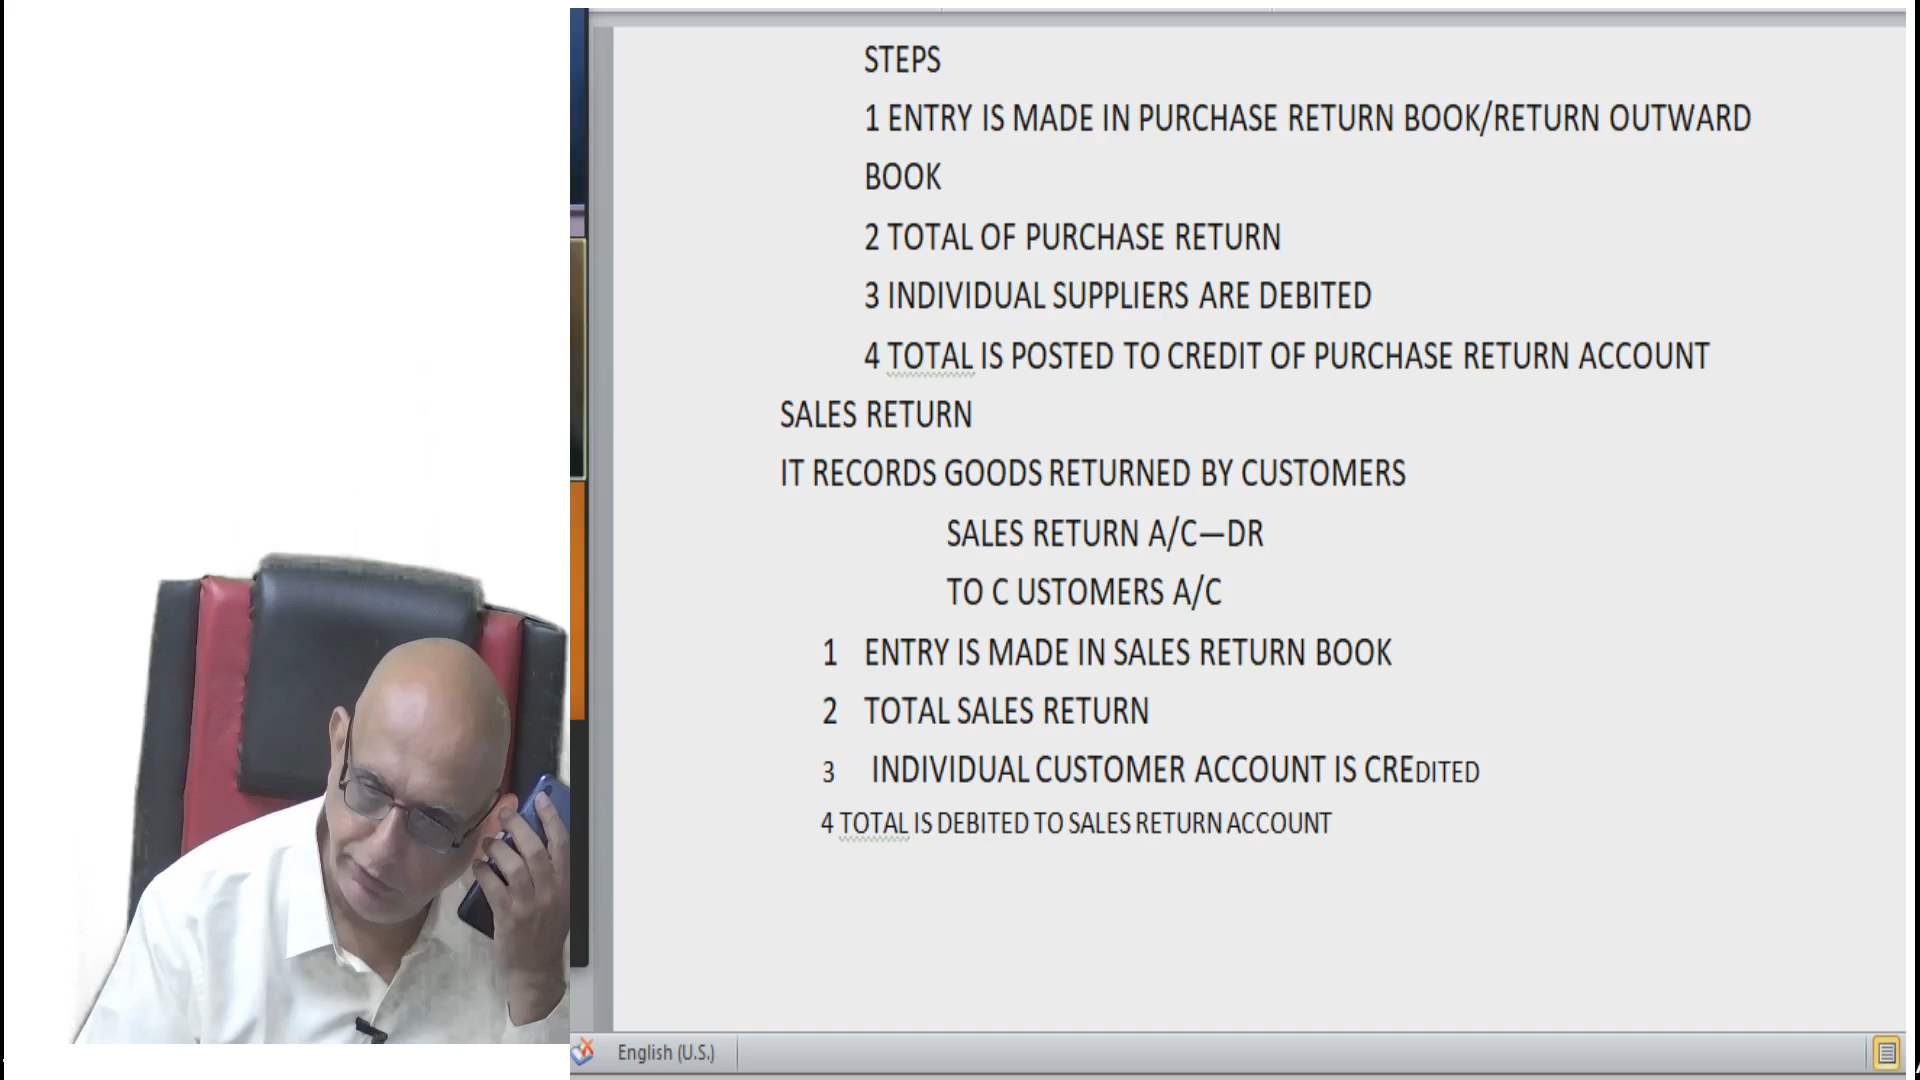 STEPS
1 ENTRY IS MADE IN PURCHASE RETURN BOOK/RETURN OUTWARD
BOOK
2 TOTAL OF PURCHASE RETURN
3 INDIVIDUAL SUPPLIERS ARE DEBITED
4 TOTAL IS POSTED TO CREDIT OF PURCHASE RETURN ACCOUNT
SALES RETURN
IT RECORDS GOODS RETURNED BY CUSTOMERS
SALES RETURN A/C—DR
TO C USTOMERS A/C
1 ENTRY IS MADE IN SALES RETURN BOOK
2 TOTAL SALES RETURN
3 INDIVIDUAL CUSTOMER ACCOUNT IS CREDITED
4 TOTAL IS DEBITED TO SALES RETURN ACCOUNT
English (U.S.)